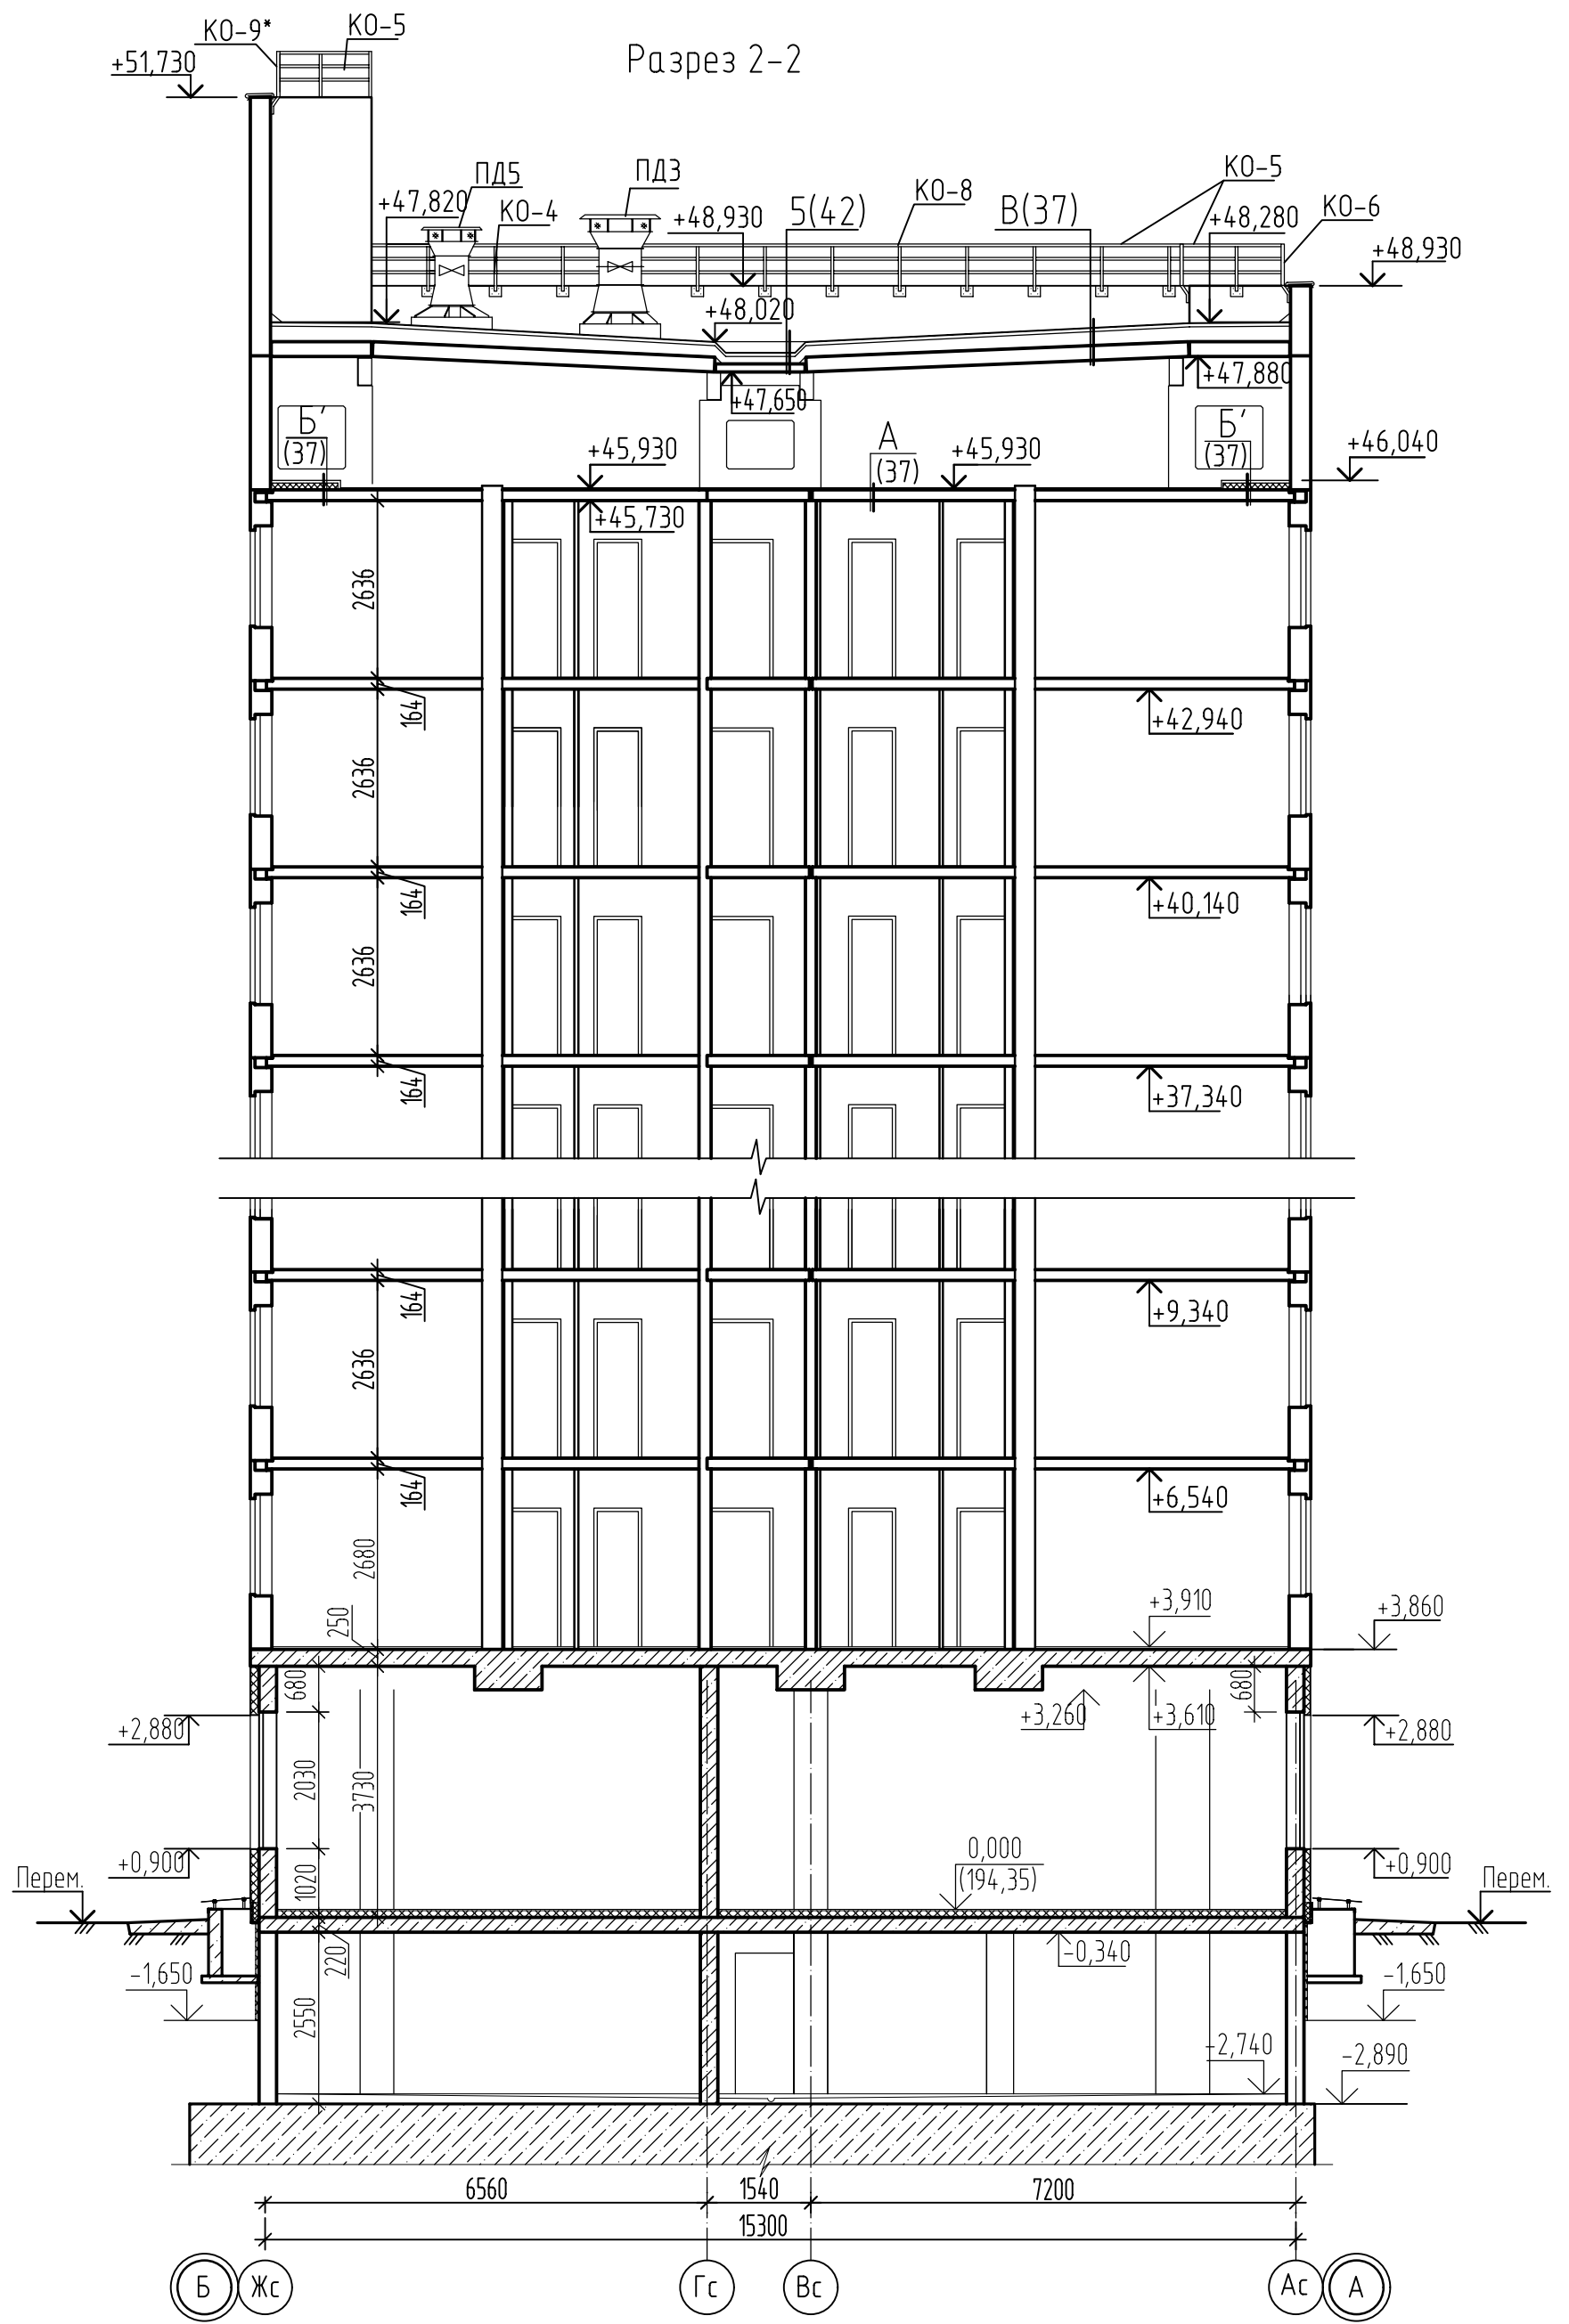 Разрез 2-2
КО-9*
КО-5
+51,730
ПД5
ПД3
КО-5
+47,820
КО-4
+48,930
КО-8
5(42)
В(37)
+48,280
КО-6
+48,930
+48,020
+47,880
+47,650
Б′
(37)
+45,930
А
(37)
+45,930
Б′
(37)
+46,040
+45,730
2636
164
+42,940
2636
164
+40,140
2636
164
+37,340
164
+9,340
2636
164
+6,540
2680
250
+3,910
+3,860
680
680
+2,880
+3,260
+3,610
+2,880
2030
3730
+0,900
1020
0,000
(194,35)
+0,900
Перем.
Перем.
220
-0,340
-1,650
-1,650
2550
-2,740
-2,890
6560
1540
7200
15300
Б
Жс
Гс
Вс
Ас
А